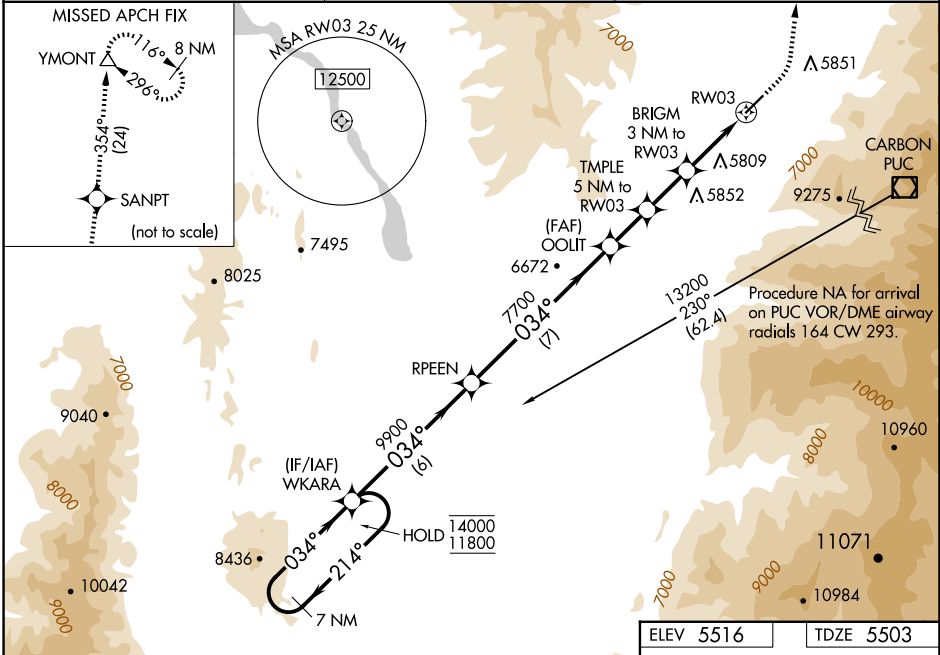 MISSED APCH FIX
YMONT
116°
8 NM
296°
354°
(24)
SANPT
(not to scale)
MSA RW03 25 NM
12500
7000
5851
RW03
BRIGM
3 NM to
RW03
5809
TMPLE
5 NM to
RW03
5852
7000
CARBON
PUC
9275
(FAF)
OOLIT
7495
8025
6672
13200
230°
(62.4)
Procedure NA for arrival
on PUC VOR/DME airway
radials 164 CW 293.
7700
034°
(7)
RPEEN
7000
9040
10000
9900
034°
(6)
10960
8000
(IF/IAF)
WKARA
8000
HOLD 14000
11800
034°
214°
8436
11071
10042
9000
7 NM
7000
9000
10984
ELEV 5516
TDZE 5503